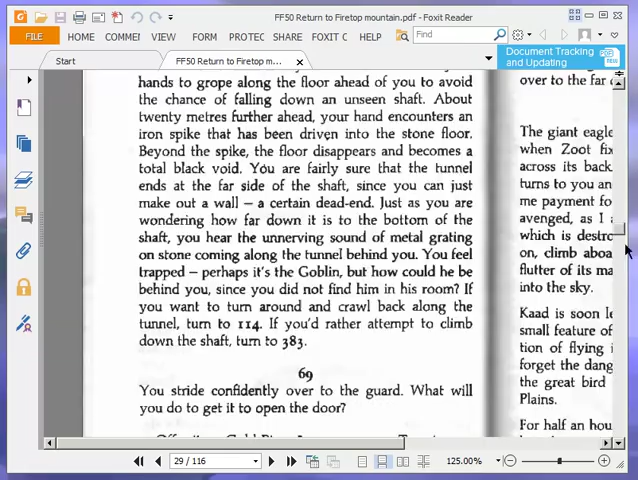 FF50 Return to Firetop mountain.pdf - Foxit Reader
FILE HOME COMMEI FORM PROTEC SHARE FOXIT C Find
Start FF50 Return to Firetop m... Document Tracking
and Updating
hands to grope along the floor ahead of you to avoid
the chance of falling down an unseen shaft. About
twenty metres further ahead, your hand encounters an
iron spike that has been driven into the stone floor.
Beyond the spike, the floor disappears and becomes a
total black void. You are fairly sure that the tunnel
ends at the far side of the shaft, since you can just
make out a wall – a certain dead-end. Just as you are
wondering how far down it is to the bottom of the
shaft, you hear the unnerving sound of metal grating
on stone coming along the tunnel behind you. You feel
trapped – perhaps it's the Goblin, but how could he be
behind you, since you did not find him in his room? If
you want to turn around and crawl back along the
tunnel, turn to 114. If you'd rather attempt to climb
down the shaft, turn to 383.
69
You stride confidently over to the guard. What will
you do to get it to open the door?
over to the far
The giant eagle
when Zoot
across its back
turns to you an
me payment fo
avenged, as I
which is destro
on, climb aboa
flutter of its ma
into the sky.
Kaad is soon le
small feature of
tion of flying i
forget the dang
the great bird
Plains.
For half an hou
29 / 116 125.00%